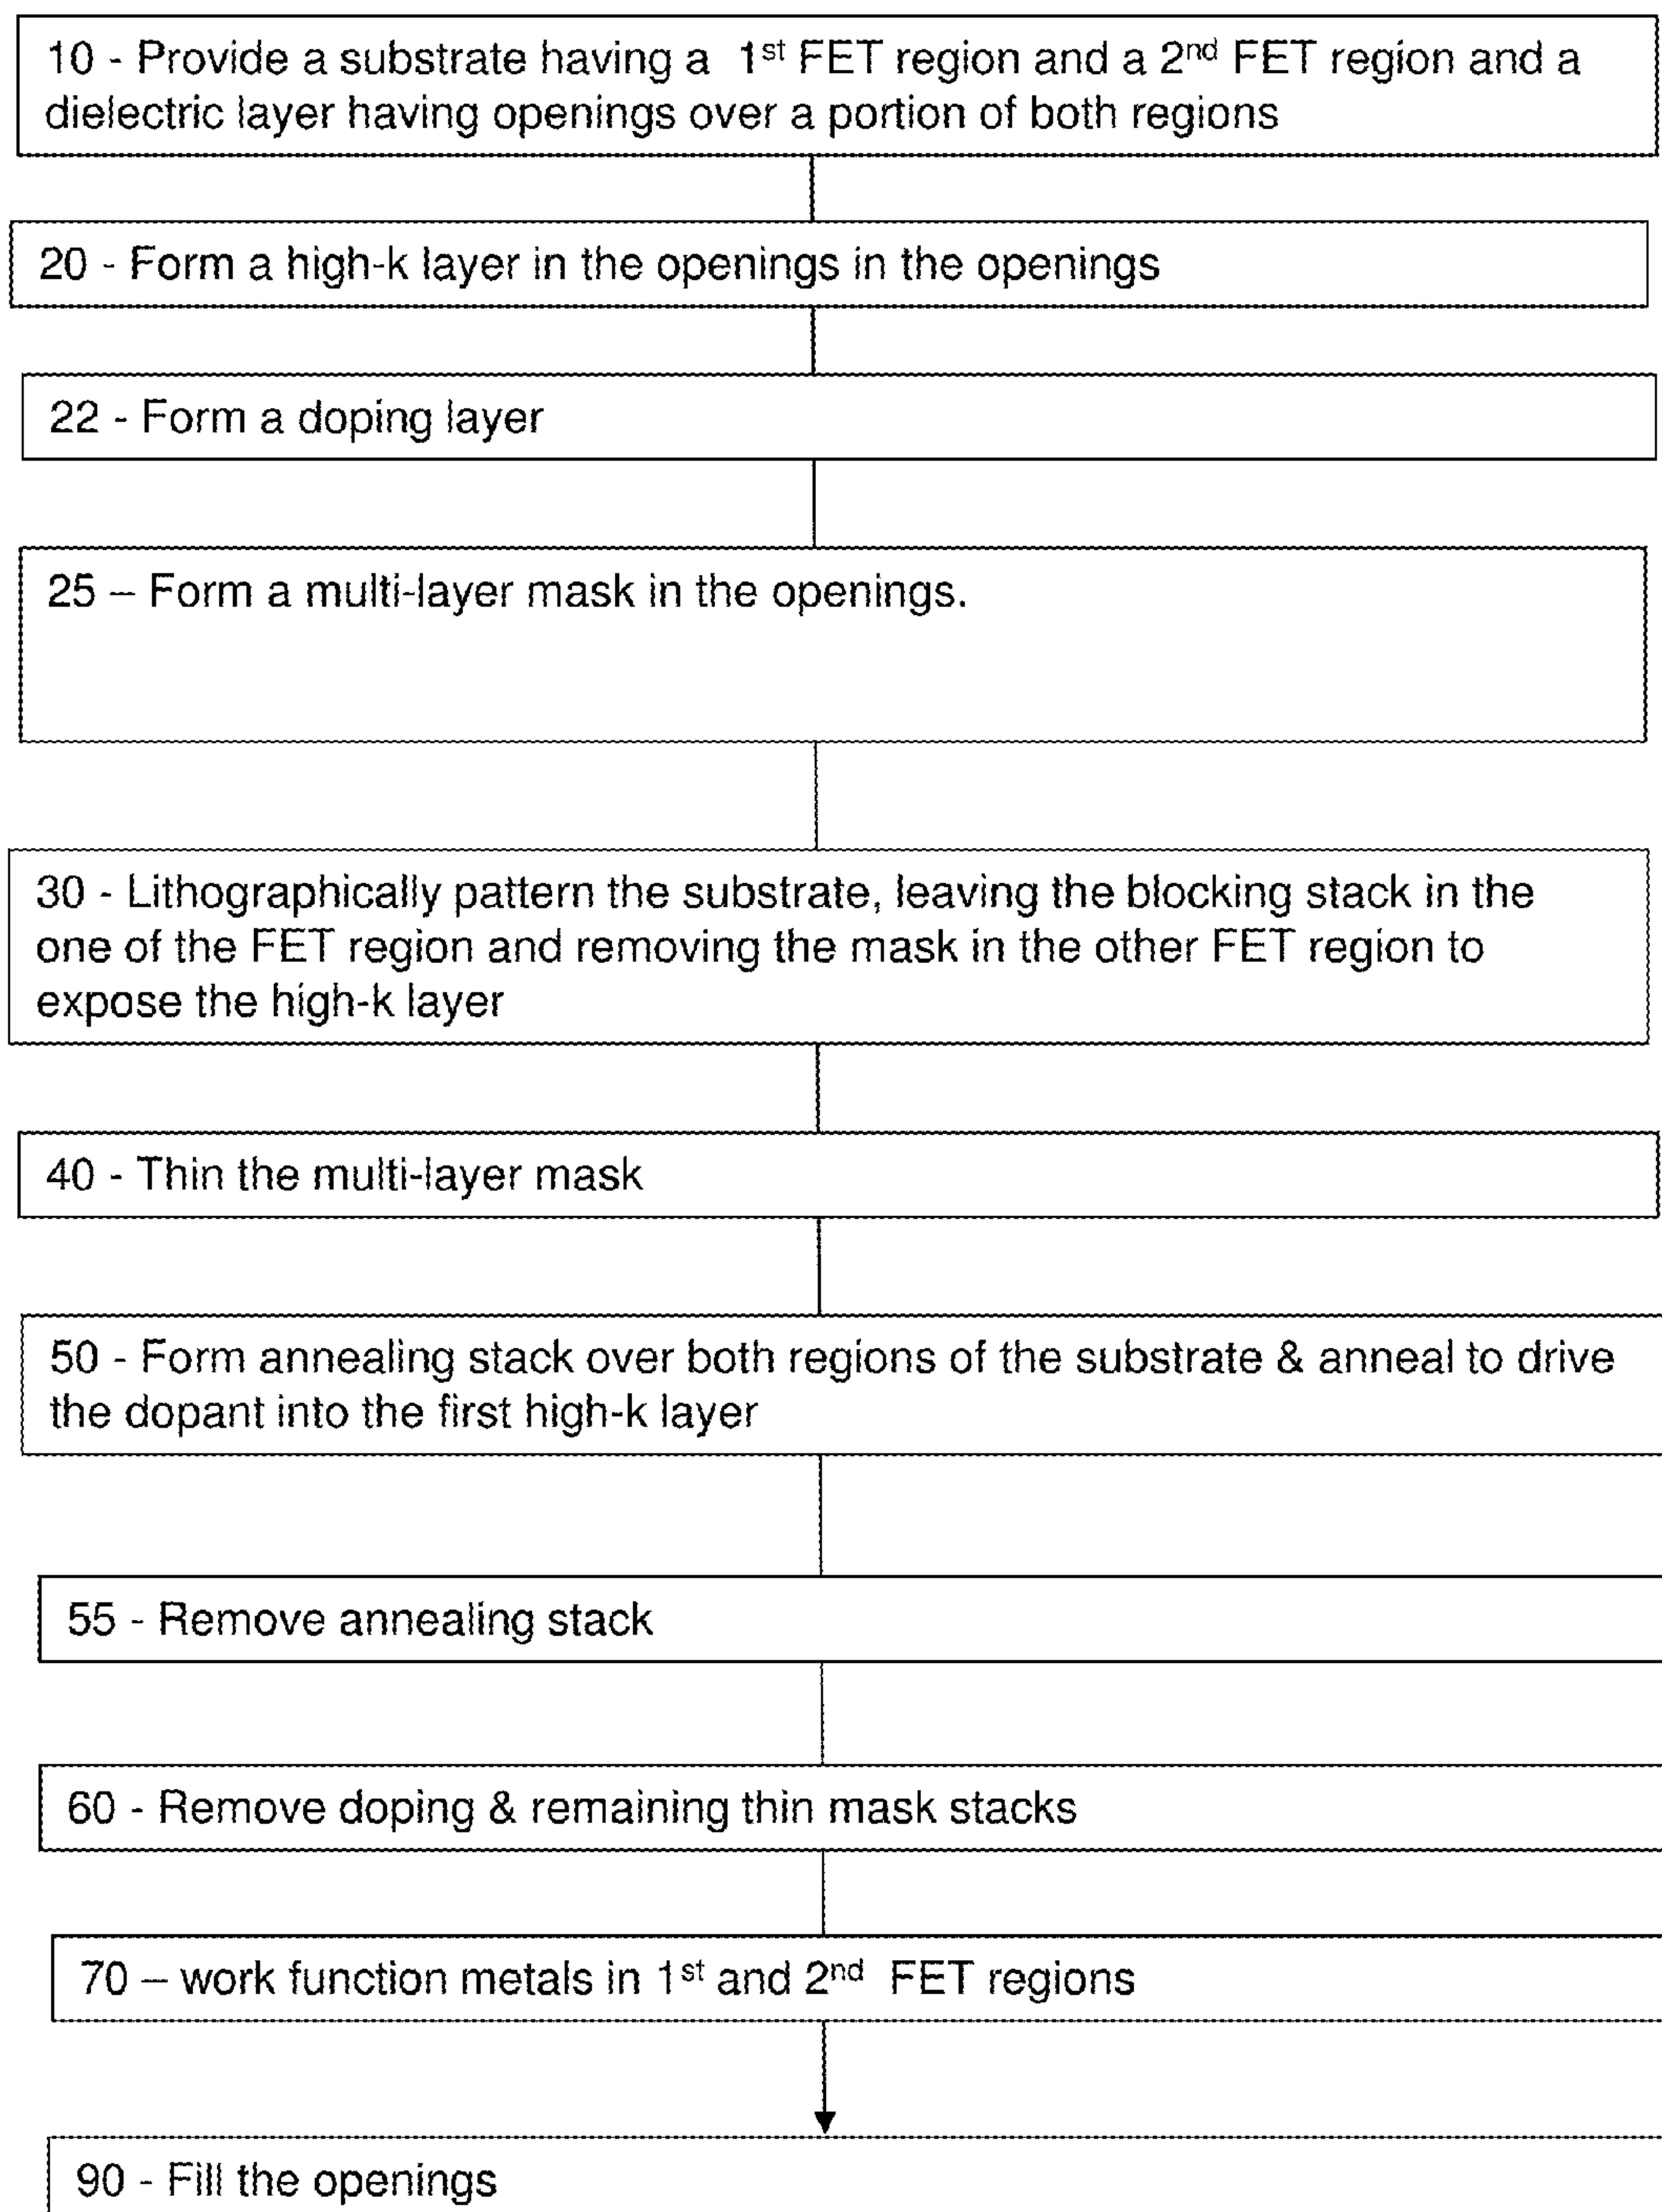 10 - Provide a substrate having a 1st FET region and a 2nd FET region and a
dielectric layer having openings over a portion of both regions
20 - Form a high-k layer in the openings in the openings
22 - Form a doping layer
25 – Form a multi-layer mask in the openings.
30 - Lithographically pattern the substrate, leaving the blocking stack in the
one of the FET region and removing the mask in the other FET region to
expose the high-k layer
40 - Thin the multi-layer mask
50 - Form annealing stack over both regions of the substrate & anneal to drive
the dopant into the first high-k layer
55 - Remove annealing stack
60 - Remove doping & remaining thin mask stacks
70 – work function metals in 1st and 2nd FET regions
90 - Fill the openings